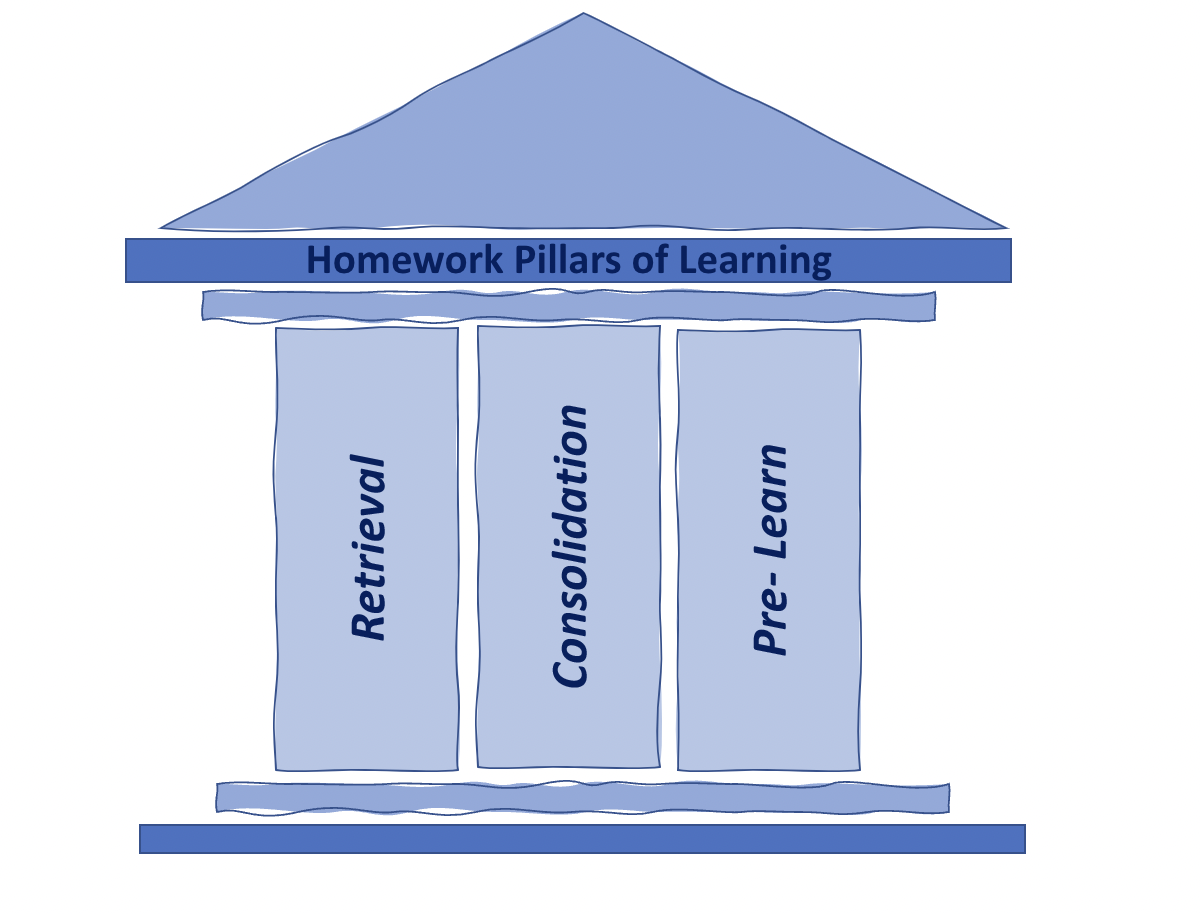 Homework Pillars of Learning
Retrieval
Consolidation
Pre- Learn